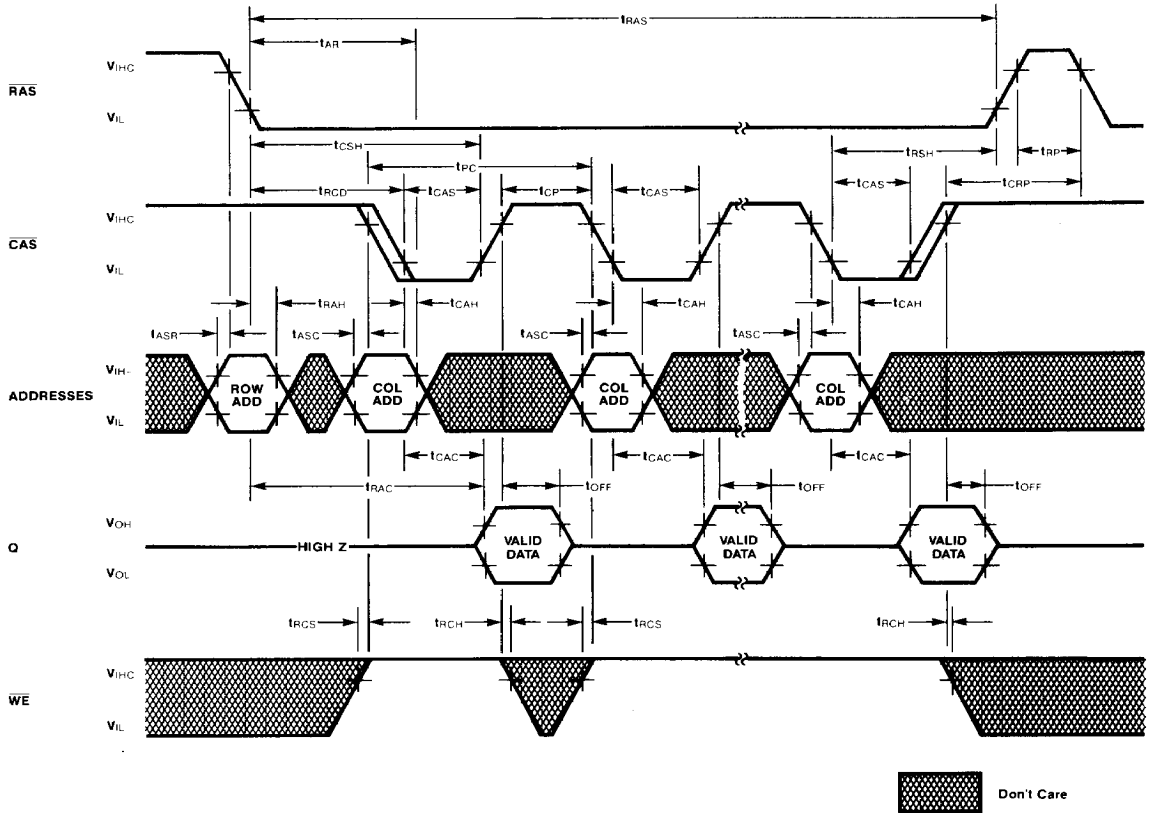 tRAS
tAR
VIHC
RAS
VIL
tCSH
tRSH
tRP
tPC
tRCD
tCAS
tCP
tCAS
tCAS
tCRP
VIHC
CAS
VIL
tRAH
tCAH
tCAH
tCAH
tASR
tASC
tASC
tASC
VIH-
ADDRESSES
VIL
ROW ADD
COL ADD
COL ADD
COL ADD
tCAC
tCAC
tCAC
tRAC
tOFF
tOFF
tOFF
VOH
Q
HIGH Z
VALID DATA
VALID DATA
VALID DATA
VOL
tRCS
tRCH
tRCS
tRCH
VIHC
WE
VIL
Don't Care